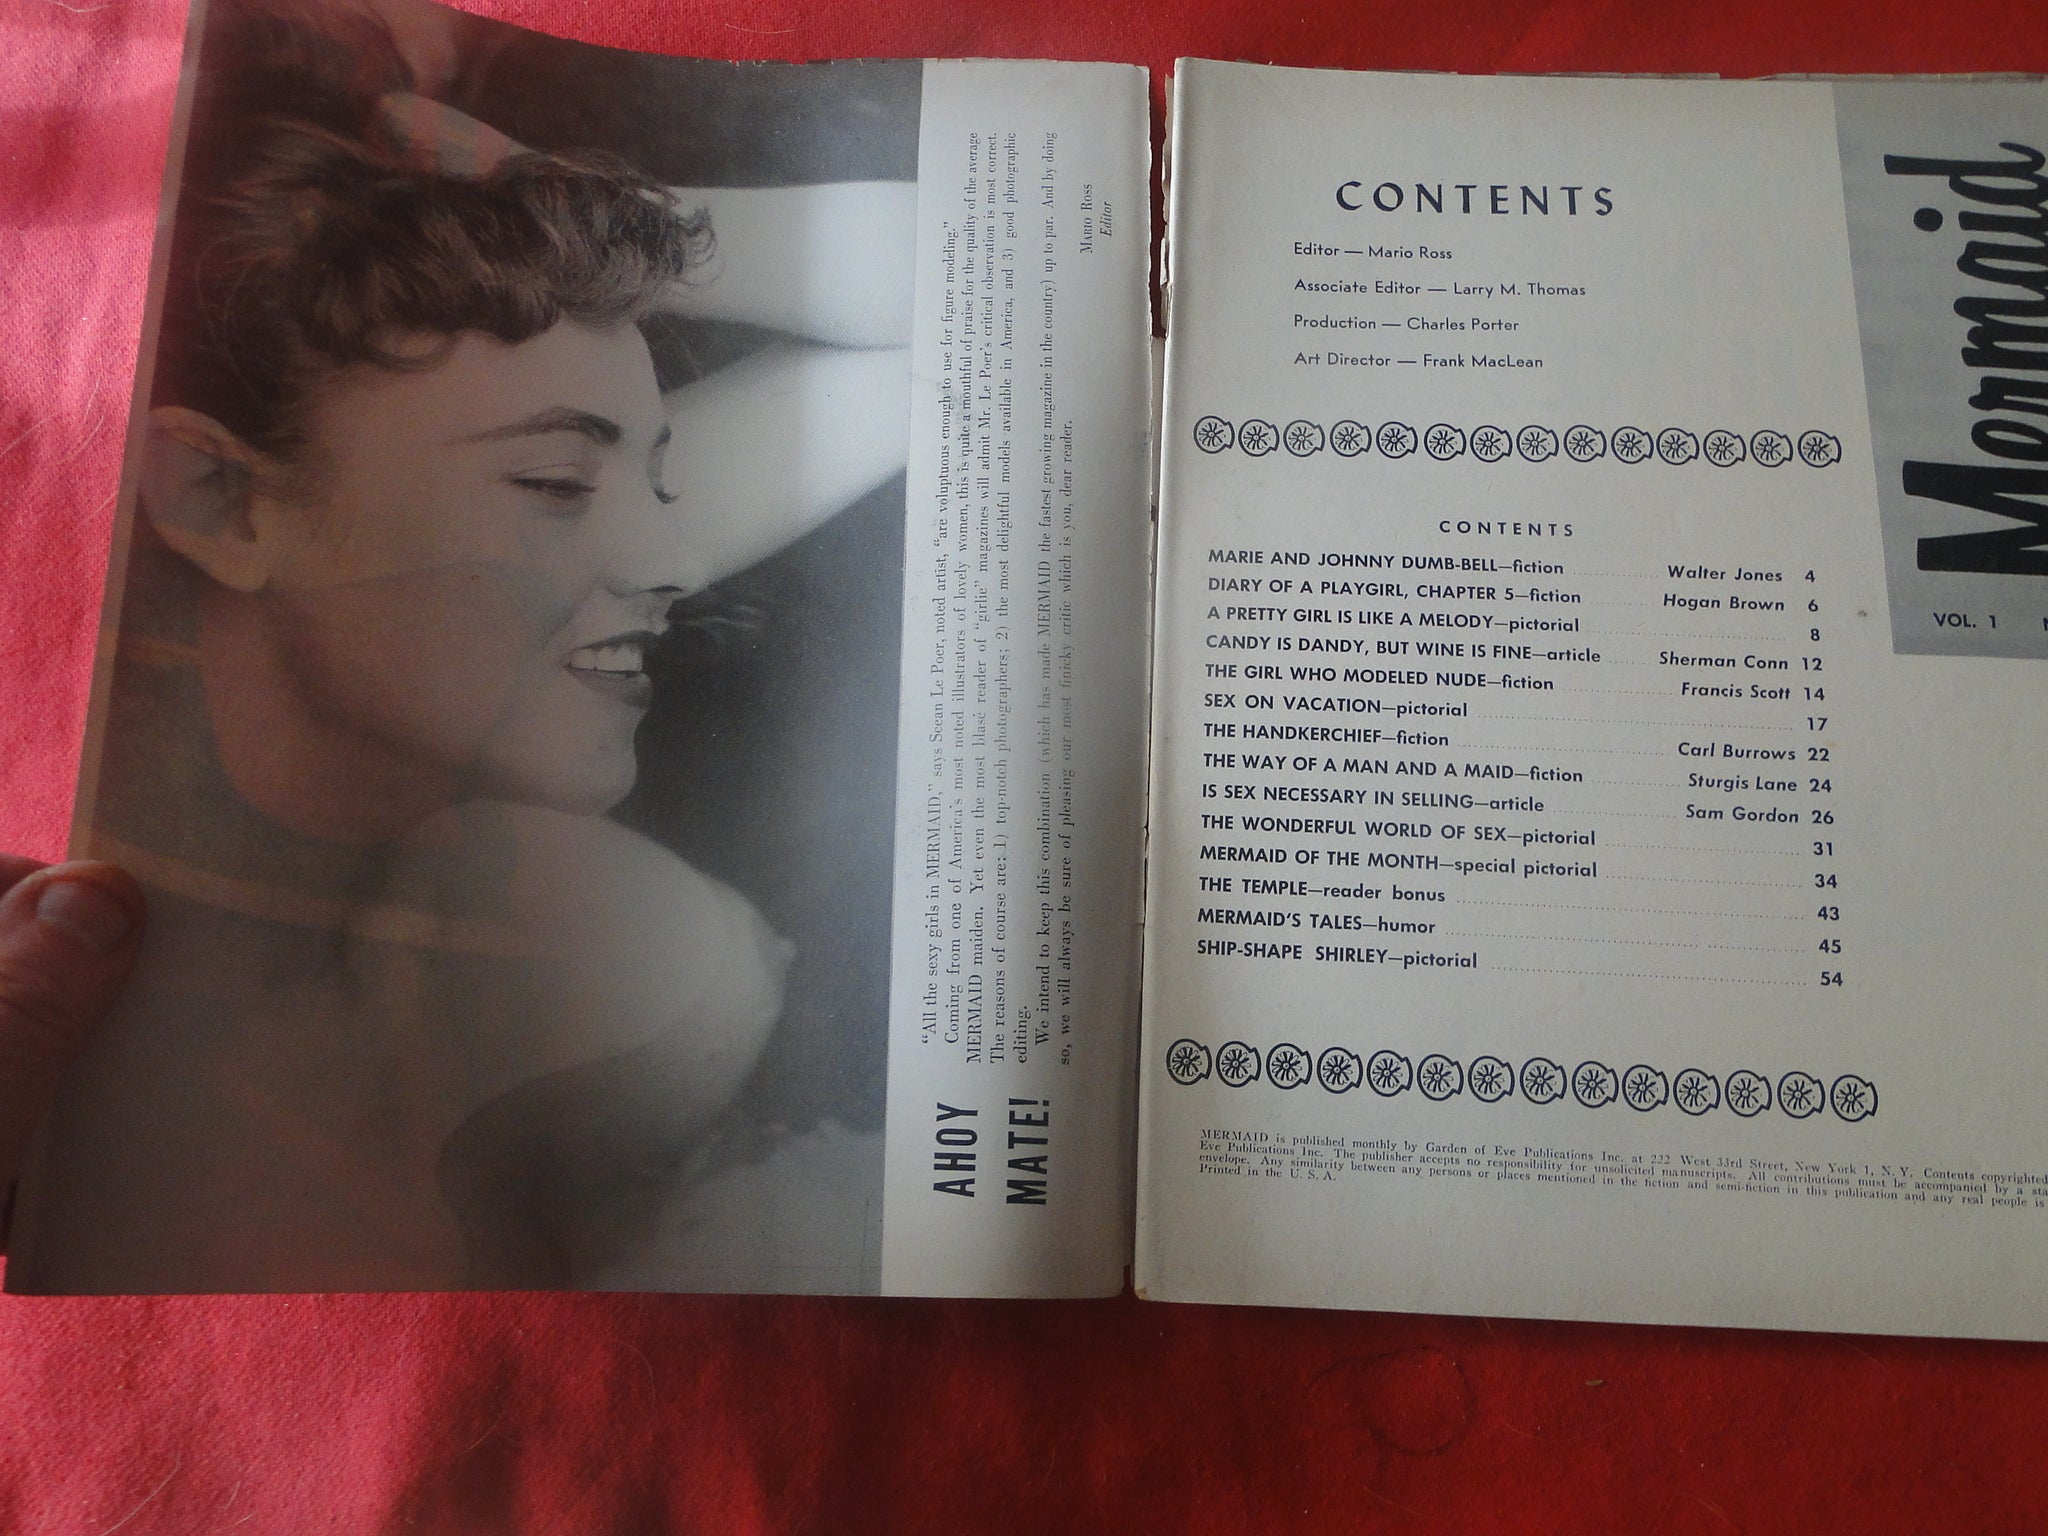 AHOY
MATE!
“All the sexy girls in MERMAID,” says Seean Le Poer, noted artist, “are voluptuous enough to use for figure modeling.”
Coming from one of America's most noted illustrators of lovely women, this is quite a mouthful of praise for the quality of the average
MERMAID maiden. Yet even the most blasé reader of “girlie” magazines will admit Mr. Le Poer's critical observation is most correct.
The reasons of course are: 1) top-notch photographers; 2) the most delightful models available in America, and 3) good photographic
editing.
We intend to keep this combination (which has made MERMAID the fastest growing magazine in the country) up to par. And by doing
so, we will always be sure of pleasing our most finicky critic which is you, dear reader.
MARIO ROSS
Editor
CONTENTS
Editor — Mario Ross
Associate Editor — Larry M. Thomas
Production — Charles Porter
Art Director — Frank MacLean
Mermaid
VOL. 1
CONTENTS
MARIE AND JOHNNY DUMB-BELL—fiction Walter Jones 4
DIARY OF A PLAYGIRL, CHAPTER 5—fiction Hogan Brown 6
A PRETTY GIRL IS LIKE A MELODY—pictorial 8
CANDY IS DANDY, BUT WINE IS FINE—article Sherman Conn 12
THE GIRL WHO MODELED NUDE—fiction Francis Scott 14
SEX ON VACATION—pictorial 17
THE HANDKERCHIEF—fiction Carl Burrows 22
THE WAY OF A MAN AND A MAID—fiction Sturgis Lane 24
IS SEX NECESSARY IN SELLING—article Sam Gordon 26
THE WONDERFUL WORLD OF SEX—pictorial 31
MERMAID OF THE MONTH—special pictorial 34
THE TEMPLE—reader bonus 43
MERMAID'S TALES—humor 45
SHIP-SHAPE SHIRLEY—pictorial 54
MERMAID is published monthly by Garden of Eve Publications Inc. at 222 West 33rd Street, New York 1, N. Y. Contents copyrighted
Eve Publications Inc. The publisher accepts no responsibility for unsolicited manuscripts. All contributions must be accompanied by a sta
envelope. Any similarity between any persons or places mentioned in the fiction and semi-fiction in this publication and any real people is
Printed in the U. S. A.